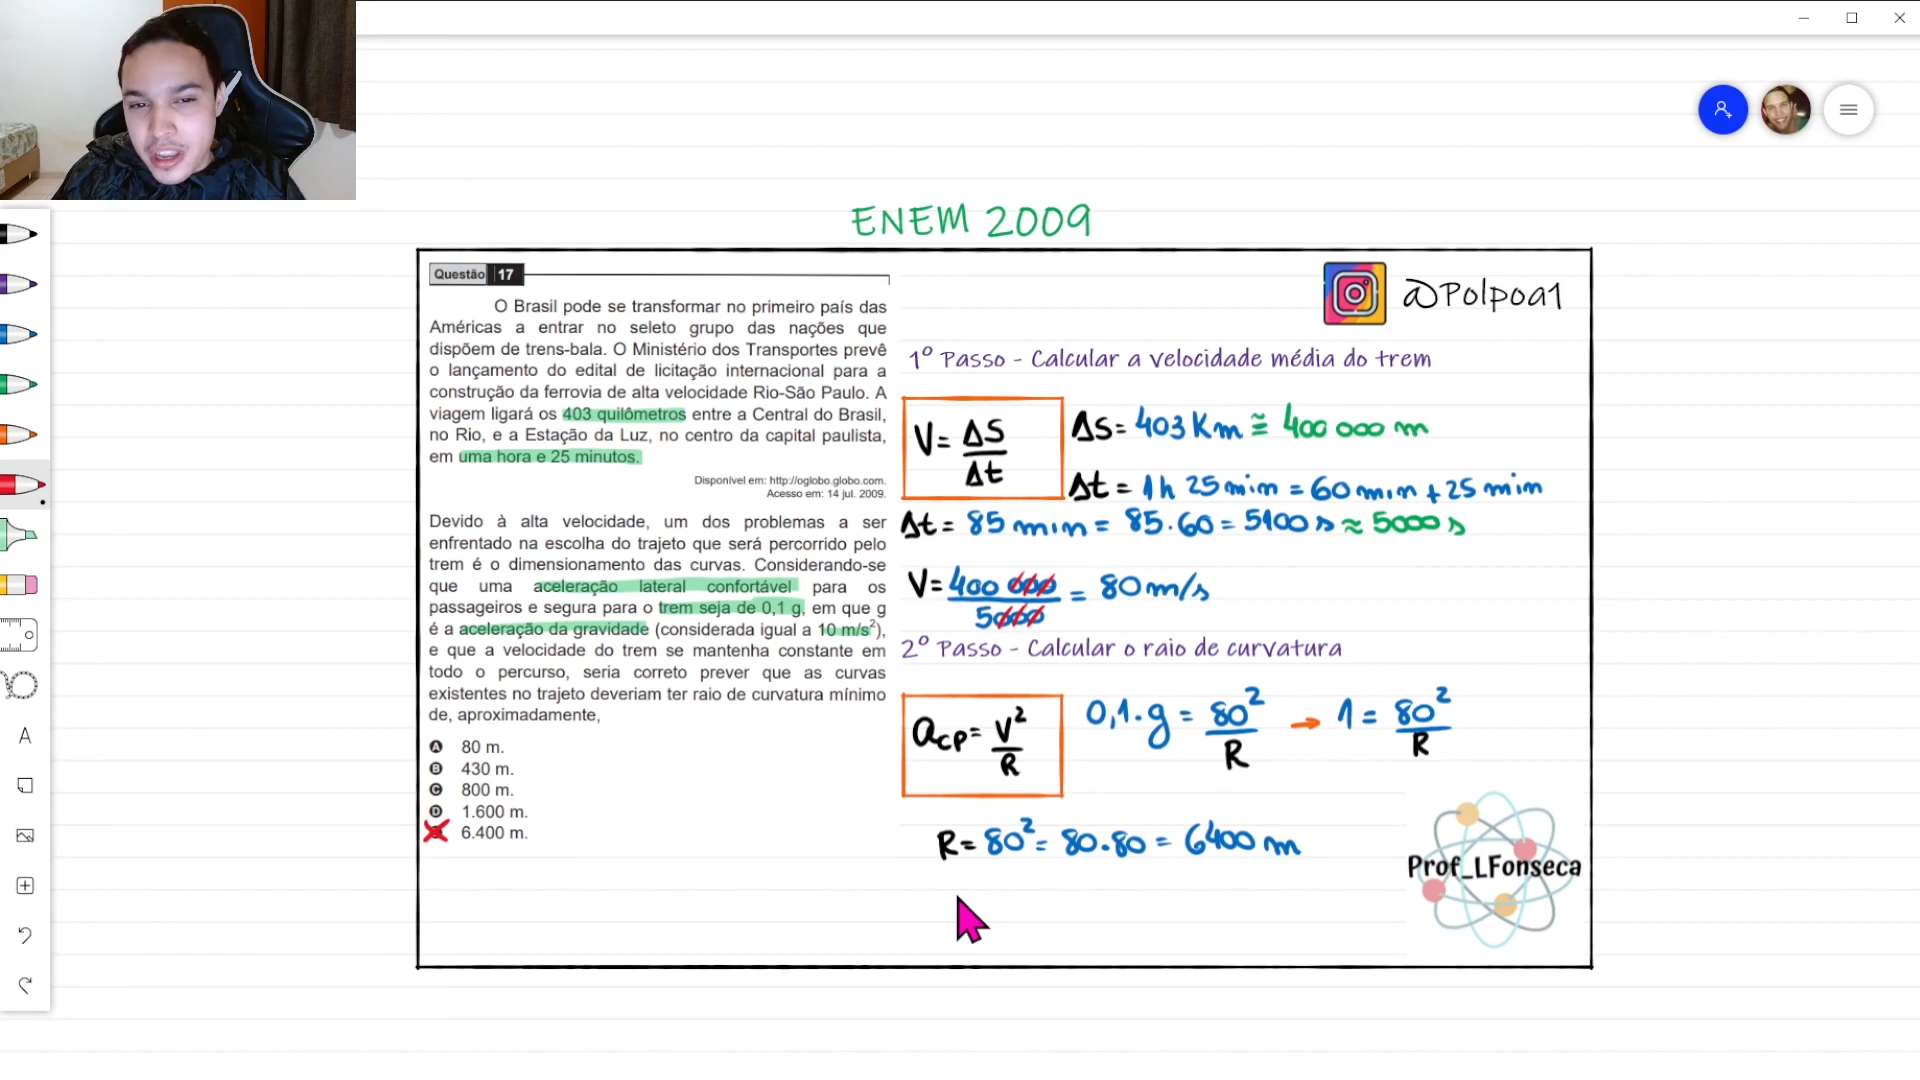 ENEM 2009
Questão 17
O Brasil pode se transformar no primeiro país das
Américas a entrar no seleto grupo das nações que
dispõem de trens-bala. O Ministério dos Transportes prevê
o lançamento do edital de licitação internacional para a
construção da ferrovia de alta velocidade Rio-São Paulo. A
viagem ligará os 403 quilômetros entre a Central do Brasil,
no Rio, e a Estação da Luz, no centro da capital paulista,
em uma hora e 25 minutos.
Disponível em: http://oglobo.globo.com.
Acesso em: 14 jul. 2009.
Devido à alta velocidade, um dos problemas a ser
enfrentado na escolha do trajeto que será percorrido pelo
trem é o dimensionamento das curvas. Considerando-se
que uma aceleração lateral confortável para os
passageiros e segura para o trem seja de 0,1 g, em que g
é a aceleração da gravidade (considerada igual a 10 m/s²),
e que a velocidade do trem se mantenha constante em
todo o percurso, seria correto prever que as curvas
existentes no trajeto deveriam ter raio de curvatura mínimo
de, aproximadamente,
A 80 m.
B 430 m.
C 800 m.
D 1.600 m.
6.400 m.
@Polpoa1
1º Passo - Calcular a velocidade média do trem
V = ΔS/Δt
ΔS = 403 Km ≅ 400 000 m
Δt = 1h 25 min = 60 min + 25 min
Δt = 85 min = 85.60 = 5100 s ≈ 5000 s
V = 400 000/5000 = 80 m/s
2º Passo - Calcular o raio de curvatura
acp = V²/R
0,1.g = 80²/R → 1 = 80²/R
R = 80² = 80.80 = 6400 m
Prof_LFonseca
A